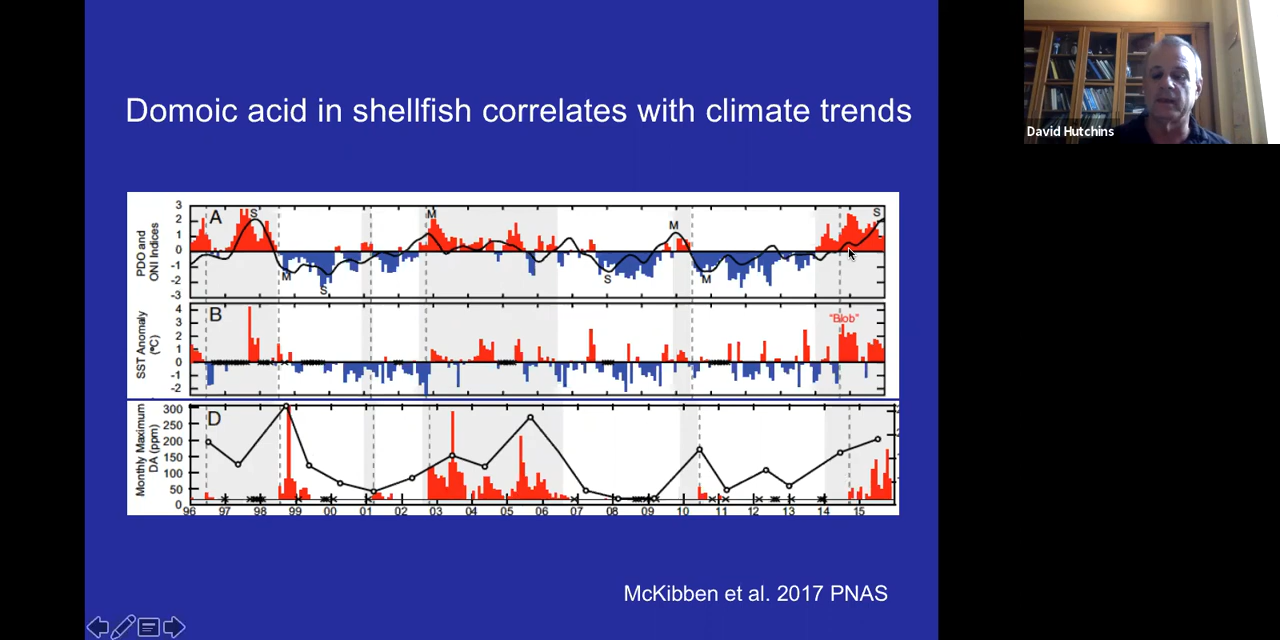 Domoic acid in shellfish correlates with climate trends
David Hutchins
A
PDO and
ONI Indices
3
2
1
0
-1
-2
-3
S
M
S
M
S
M
M
S
B
SST Anomaly
(°C)
4
3
2
1
0
-1
-2
"Blob"
D
Monthly Maximum
DA (ppm)
300
250
200
150
100
50
0
96 97 98 99 00 01 02 03 04 05 06 07 08 09 10 11 12 13 14 15
McKibben et al. 2017 PNAS